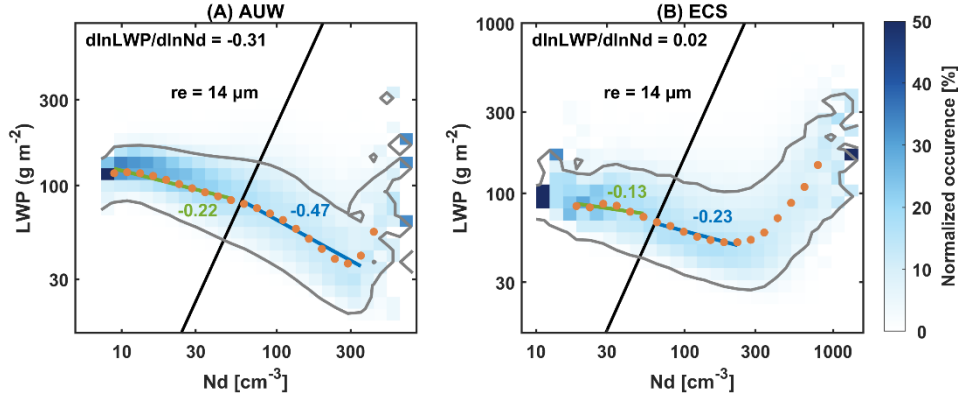 (A) AUW
dlnLWP/dlnNd = -0.31
re = 14 µm
-0.22
-0.47
300
100
30
LWP (g m-2)
10 30 100 300
Nd [cm-3]
(B) ECS
dlnLWP/dlnNd = 0.02
re = 14 µm
-0.13
-0.23
1000
300
100
30
LWP (g m-2)
10 30 100 300 1000
Nd [cm-3]
50
40
30
20
10
0
Normalized occurence [%]